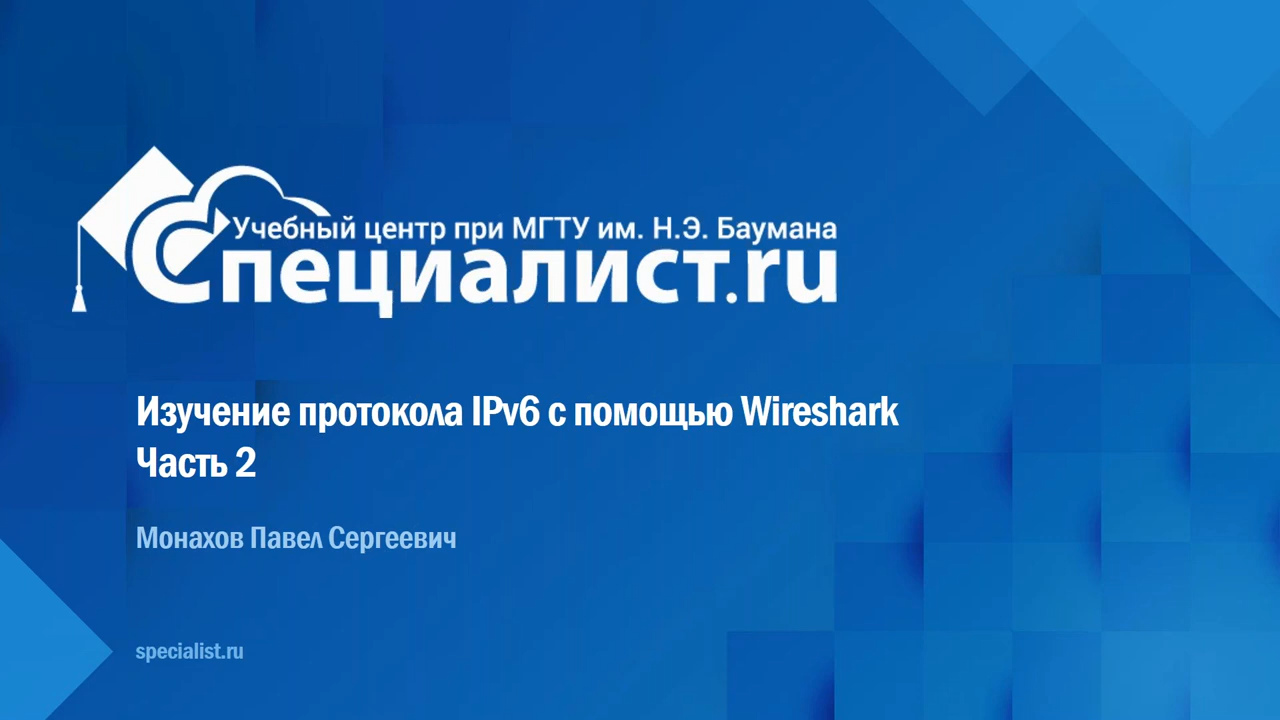 Учебный центр при МГТУ им. Н.Э. Баумана
Специалист.ru
Изучение протокола IPv6 с помощью Wireshark
Часть 2
Монахов Павел Сергеевич
specialist.ru